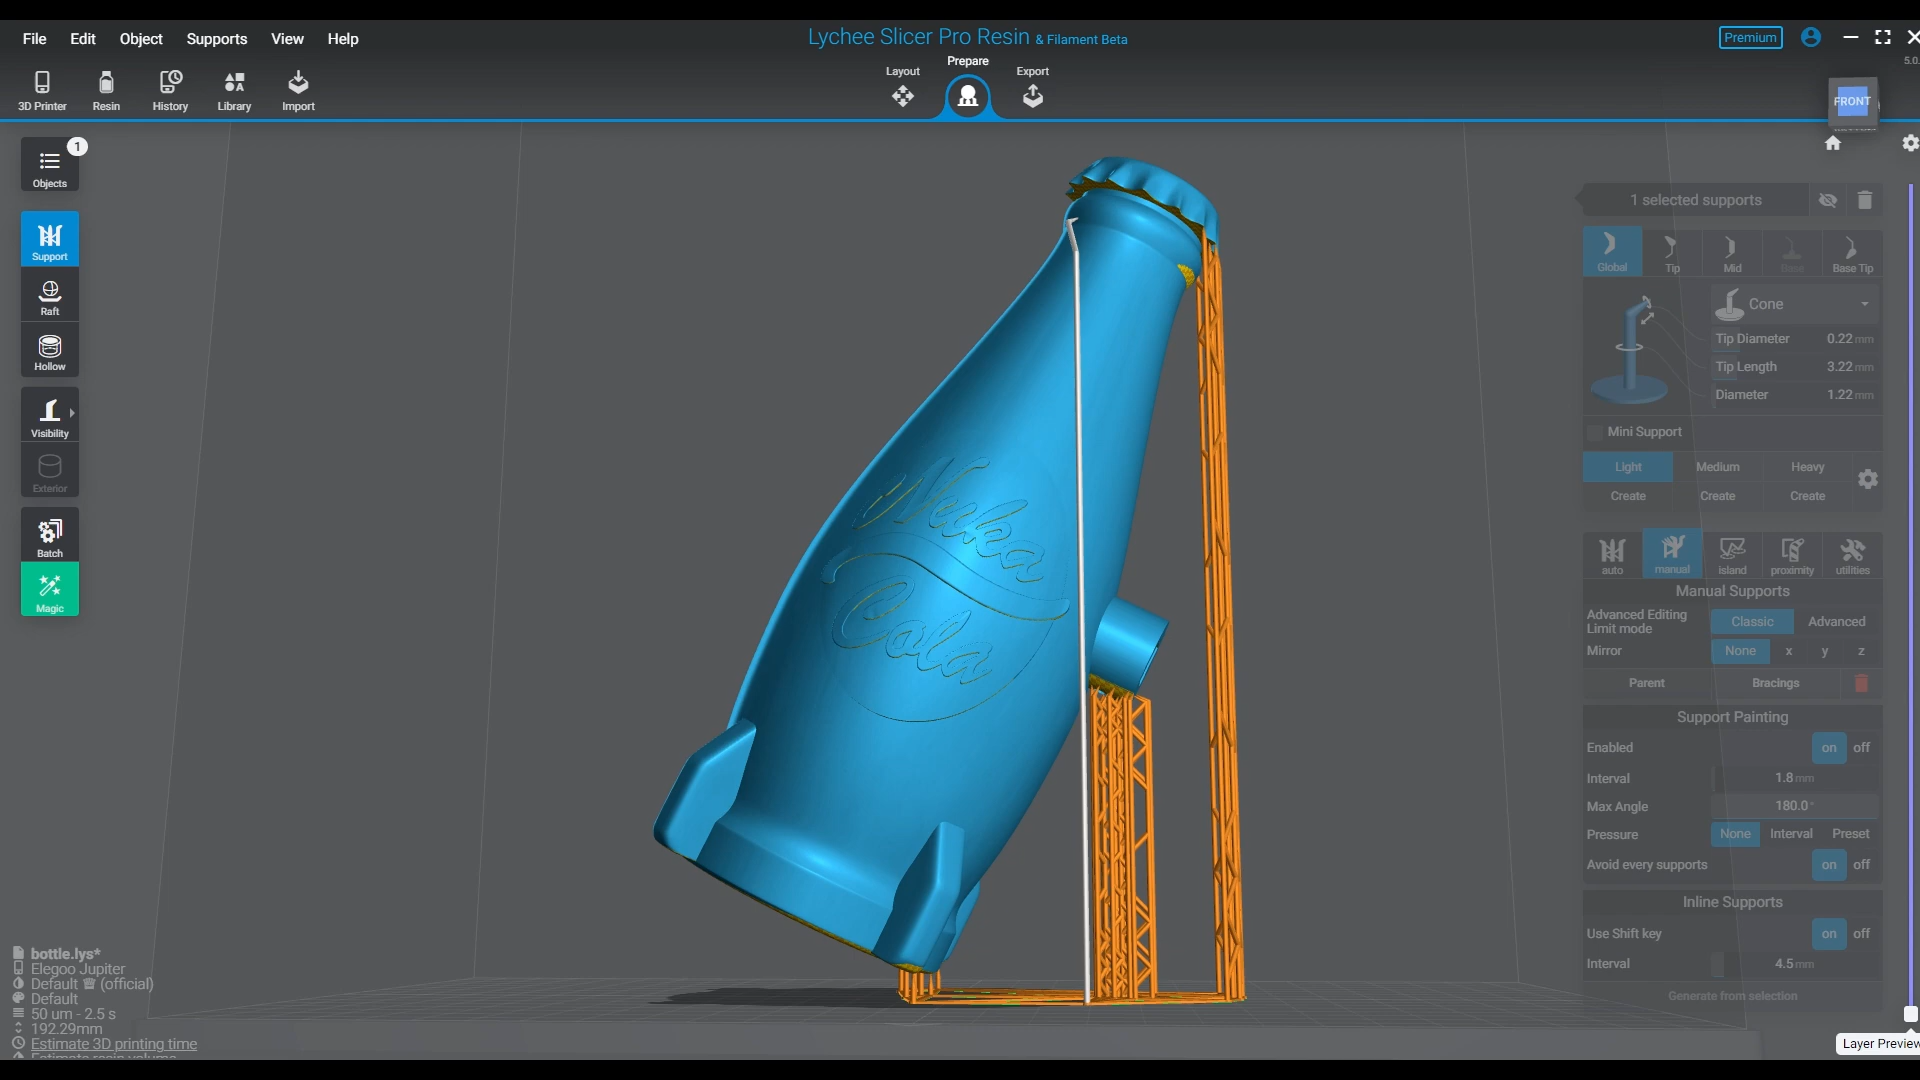 File Edit Object Supports View Help
Lychee Slicer Pro Resin & Filament Beta
Premium
5.0.
3D Printer Resin History Library Import
Layout Prepare Export
FRONT
1
Objects
Support
Raft
Hollow
Visibility
Exterior
Batch
Magic
Nuka
Cola
1 selected supports
Global Tip Mid Base Base Tip
Cone
Tip Diameter 0.22 mm
Tip Length 3.22 mm
Diameter 1.22 mm
Mini Support
Light Medium Heavy
Create Create Create
auto manual island proximity utilities
Manual Supports
Advanced Editing
Limit mode
Classic Advanced
Mirror None x y z
Parent Bracings
Support Painting
Enabled on off
Interval 1.8 mm
Max Angle 180.0 °
Pressure None Interval Preset
Avoid every supports on off
Inline Supports
Use Shift key on off
Interval 4.5 mm
Generate from selection
Layer Preview
bottle.lys*
Elegoo Jupiter
Default (official)
Default
50 um - 2.5 s
192.29mm
Estimate 3D printing time
Estimate resin volume